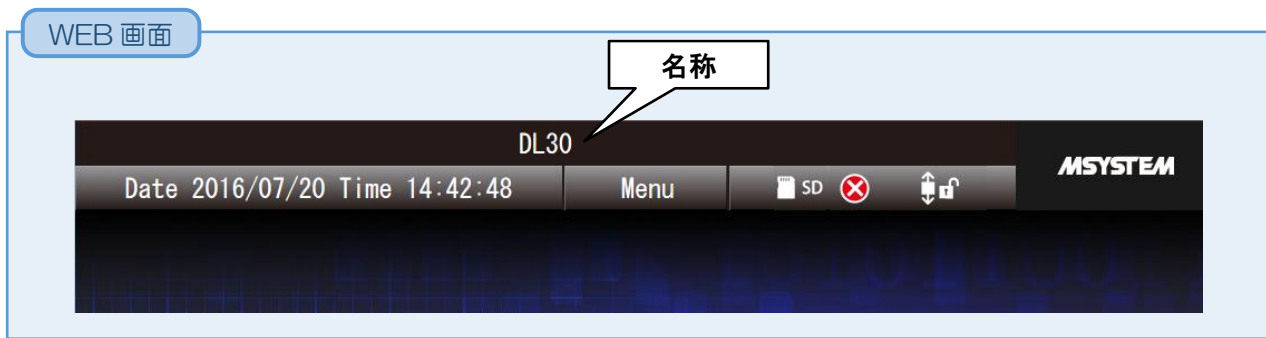 WEB 画面
名称
DL30
MSYSTEM
Date 2016/07/20 Time 14:42:48 Menu SD